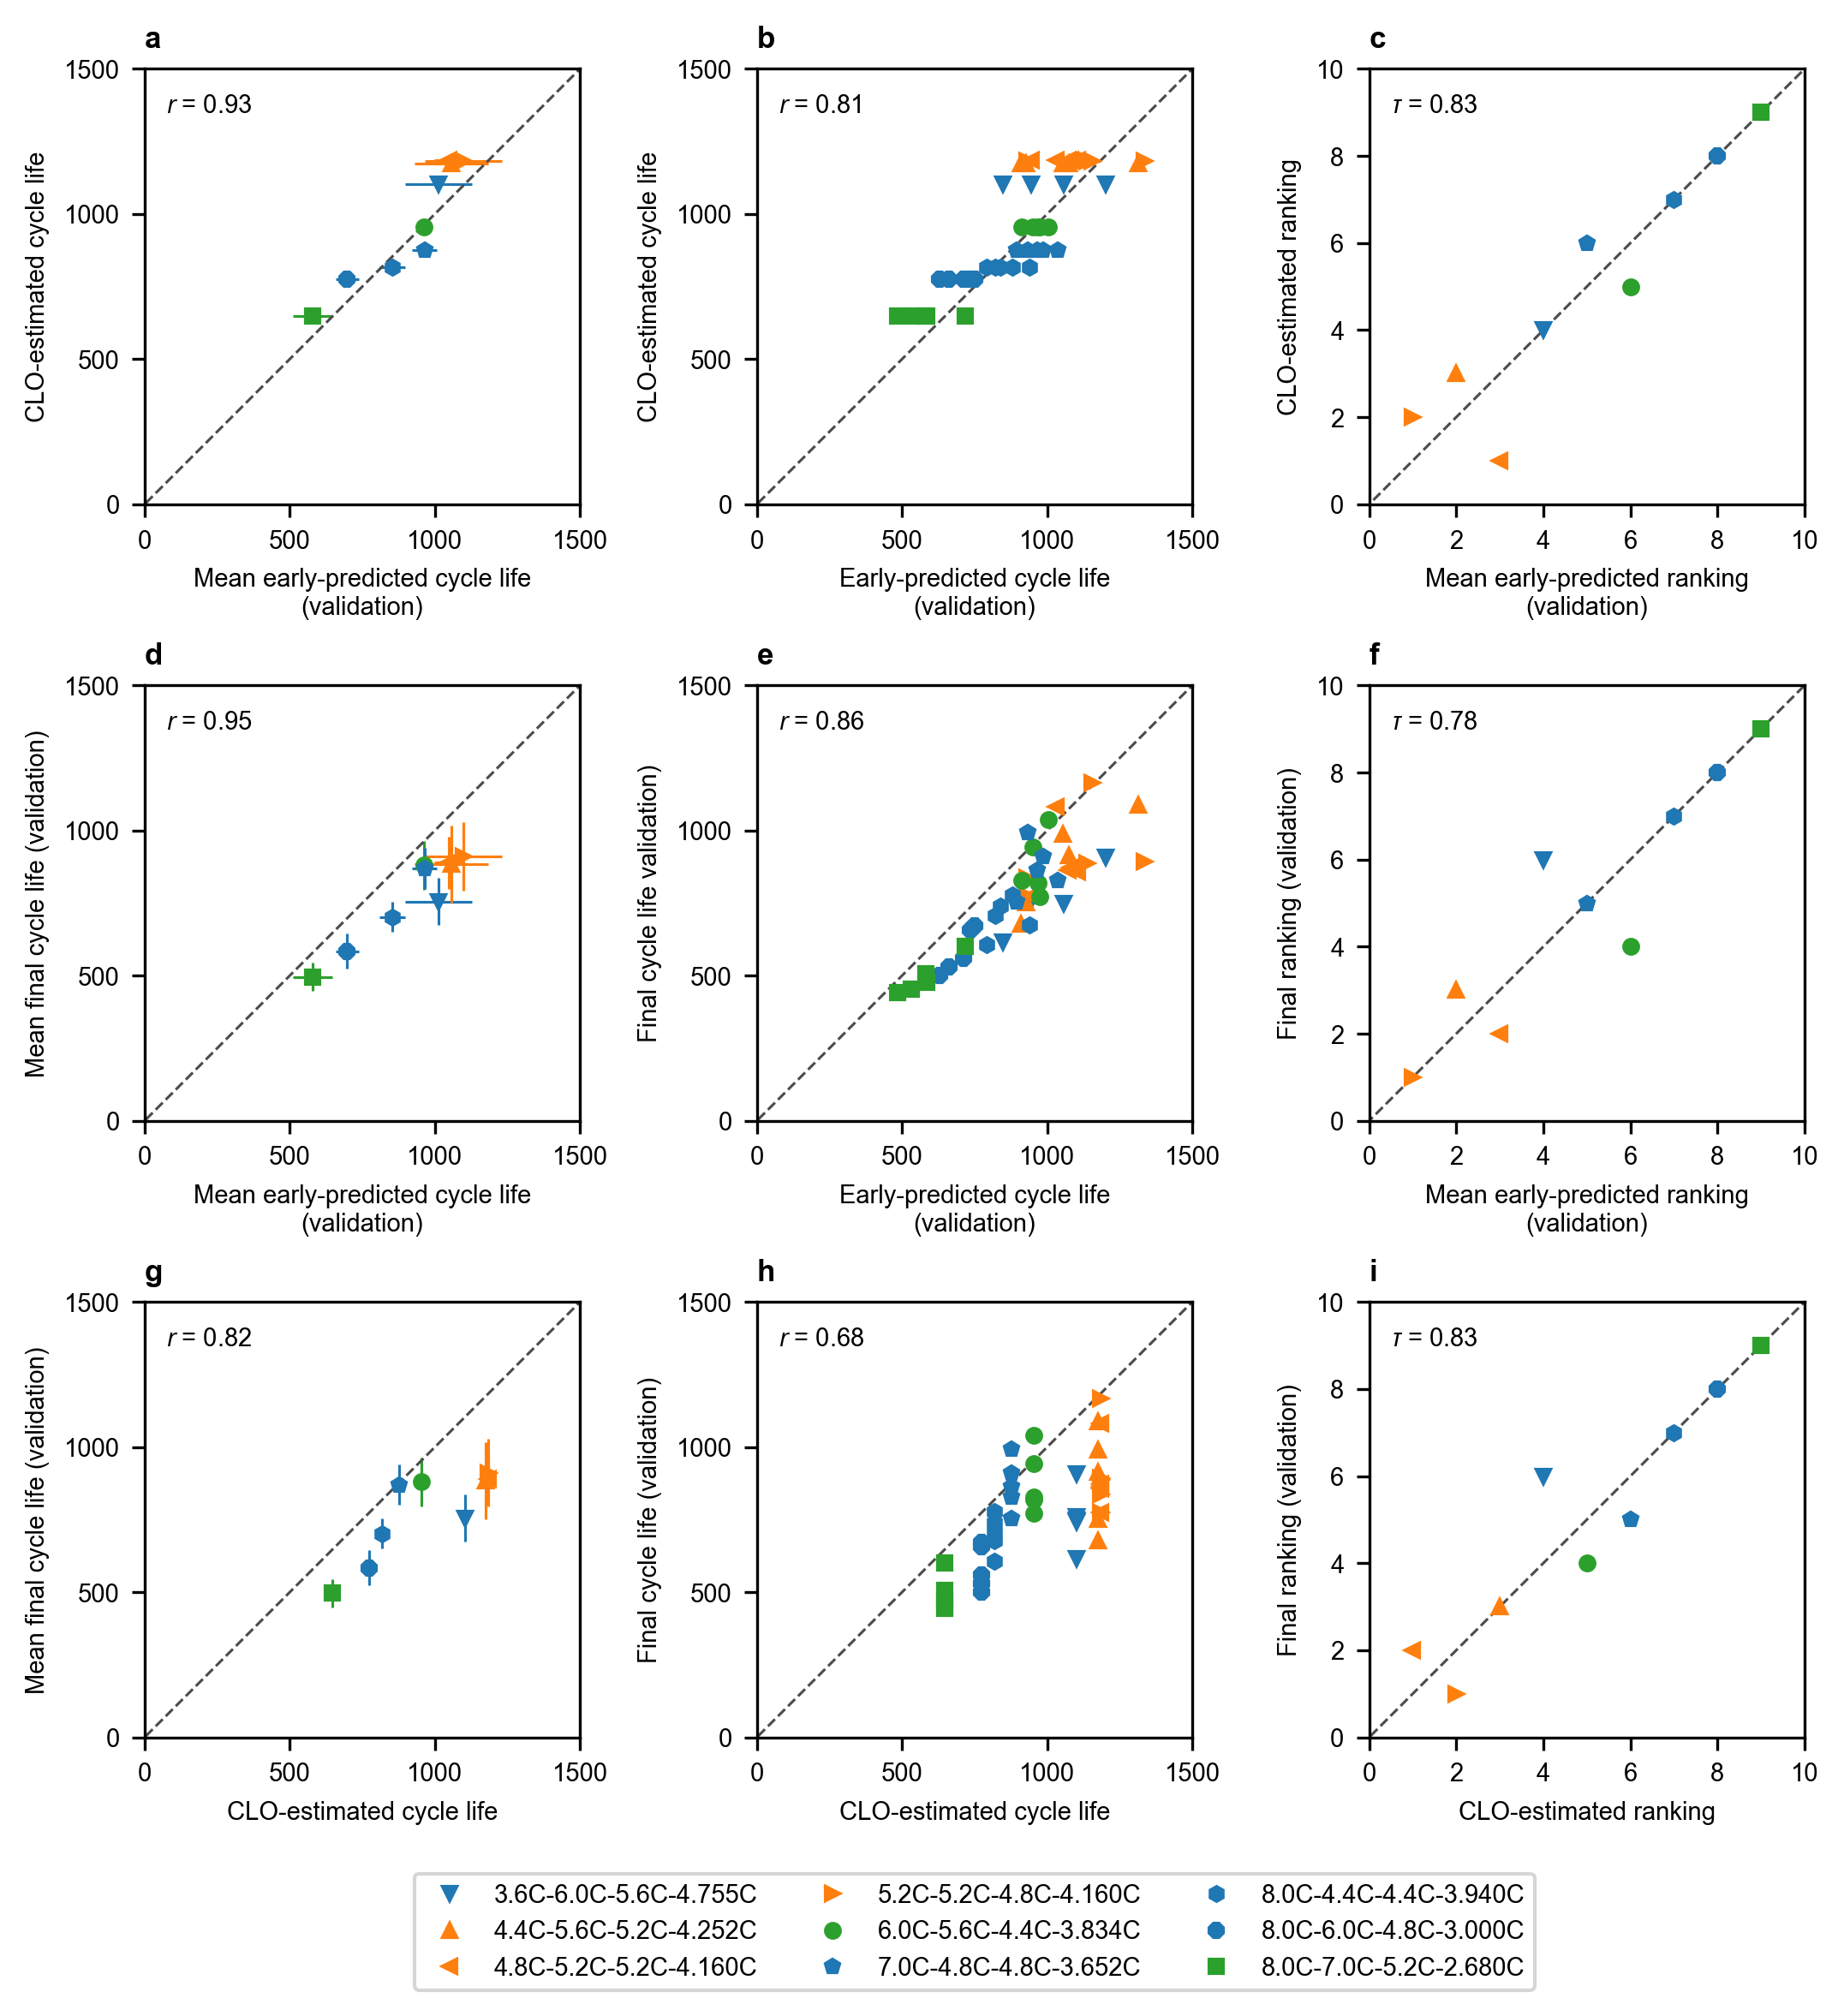 a
r = 0.93
CLO-estimated cycle life
1500
1000
500
0
0 500 1000 1500
Mean early-predicted cycle life
(validation)
b
r = 0.81
CLO-estimated cycle life
1500
1000
500
0
0 500 1000 1500
Early-predicted cycle life
(validation)
c
τ = 0.83
CLO-estimated ranking
10
8
6
4
2
0
0 2 4 6 8 10
Mean early-predicted ranking
(validation)
d
r = 0.95
Mean final cycle life (validation)
1500
1000
500
0
0 500 1000 1500
Mean early-predicted cycle life
(validation)
e
r = 0.86
Final cycle life validation)
1500
1000
500
0
0 500 1000 1500
Early-predicted cycle life
(validation)
f
τ = 0.78
Final ranking (validation)
10
8
6
4
2
0
0 2 4 6 8 10
Mean early-predicted ranking
(validation)
g
r = 0.82
Mean final cycle life (validation)
1500
1000
500
0
0 500 1000 1500
CLO-estimated cycle life
h
r = 0.68
Final cycle life (validation)
1500
1000
500
0
0 500 1000 1500
CLO-estimated cycle life
i
τ = 0.83
Final ranking (validation)
10
8
6
4
2
0
0 2 4 6 8 10
CLO-estimated ranking
3.6C-6.0C-5.6C-4.755C
4.4C-5.6C-5.2C-4.252C
4.8C-5.2C-5.2C-4.160C
5.2C-5.2C-4.8C-4.160C
6.0C-5.6C-4.4C-3.834C
7.0C-4.8C-4.8C-3.652C
8.0C-4.4C-4.4C-3.940C
8.0C-6.0C-4.8C-3.000C
8.0C-7.0C-5.2C-2.680C